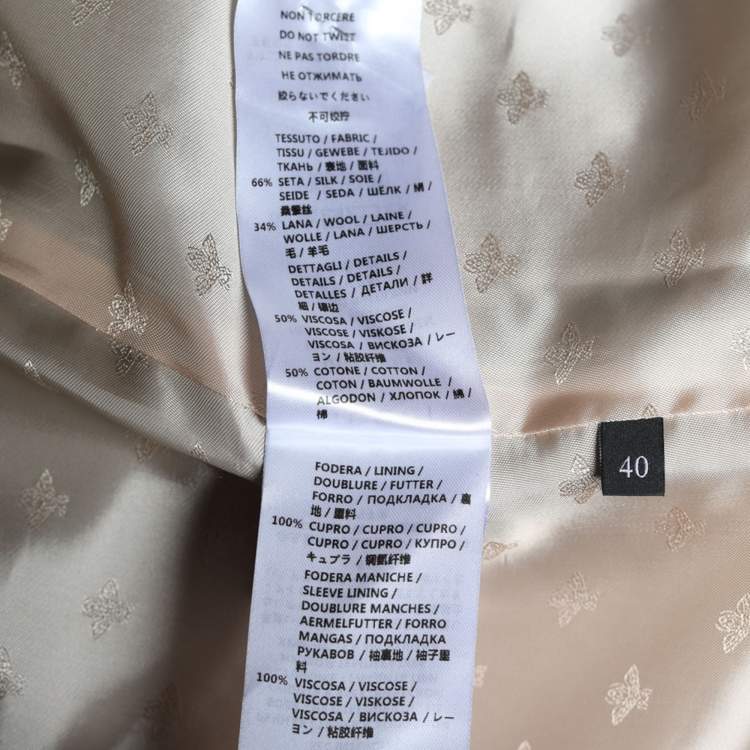 NON TORCERE
DO NOT TWIST
NE PAS TORDRE
НЕ ОТЖИМАТЬ
絞らないでください
不可绞拧
TESSUTO / FABRIC /
TISSU / GEWEBE / TEJIDO /
ТКАНЬ / 裏地 / 面料
66% SETA / SILK / SOIE /
SEIDE / SEDA / ШЕЛК / 絹 /
桑蚕丝
34% LANA / WOOL / LAINE /
WOLLE / LANA / ШЕРСТЬ /
毛 / 羊毛
DETTAGLI / DETAILS /
DETAILS / DETAILS /
DETALLES / ДЕТАЛИ / 詳
細 / 镶边
50% VISCOSA / VISCOSE /
VISCOSE / VISKOSE /
VISCOSA / ВИСКОЗА / レー
ヨン / 粘胶纤维
50% COTONE / COTTON /
COTON / BAUMWOLLE /
ALGODON / ХЛОПОК / 綿 /
棉
FODERA / LINING /
DOUBLURE / FUTTER /
FORRO / ПОДКЛАДКА / 裏
地 / 里料
100% CUPRO / CUPRO / CUPRO /
CUPRO / CUPRO / КУПРО /
キュプラ / 铜氨纤维
FODERA MANICHE /
SLEEVE LINING /
DOUBLURE MANCHES /
AERMELFUTTER / FORRO
MANGAS / ПОДКЛАДКА
РУКАВОВ / 袖裏地 / 袖子里
料
100% VISCOSA / VISCOSE /
VISCOSE / VISKOSE /
VISCOSA / ВИСКОЗА / レー
ヨン / 粘胶纤维
40